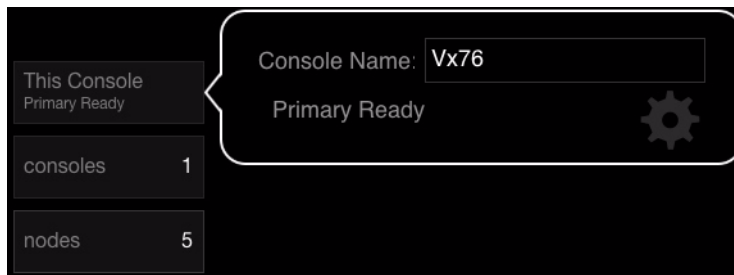 This Console
Primary Ready
consoles 1
nodes 5
Console Name: Vx76
Primary Ready